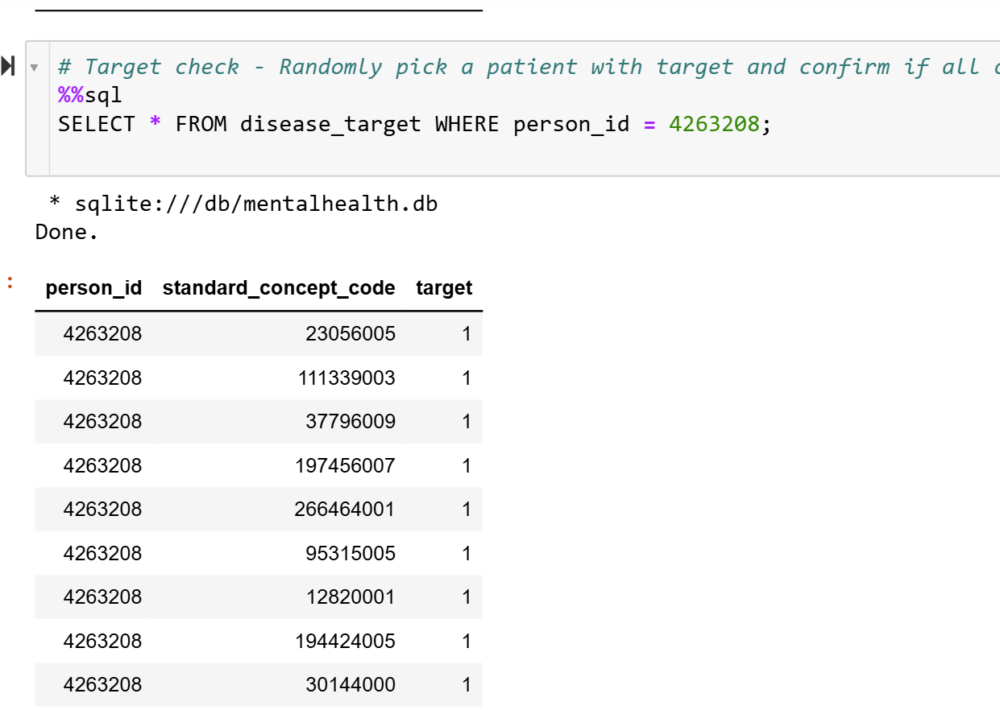 # Target check - Randomly pick a patient with target and confirm if all
%%sql
SELECT * FROM disease_target WHERE person_id = 4263208;
* sqlite:///db/mentalhealth.db
Done.
:
person_id standard_concept_code target
4263208 23056005 1
4263208 111339003 1
4263208 37796009 1
4263208 197456007 1
4263208 266464001 1
4263208 95315005 1
4263208 12820001 1
4263208 194424005 1
4263208 30144000 1